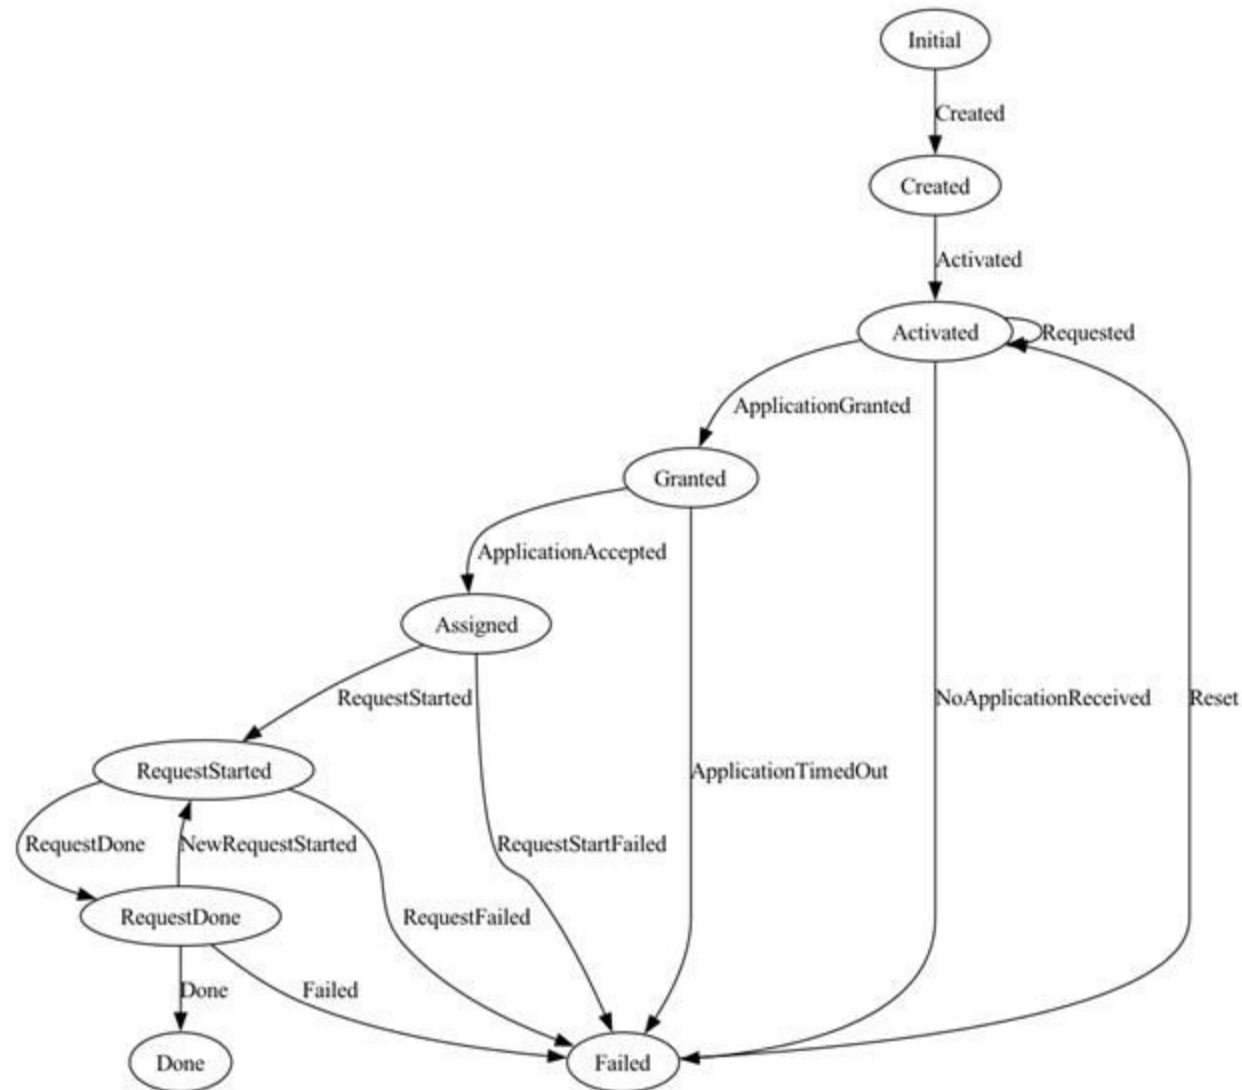 Initial
Created
Created
Activated
Activated
Requested
ApplicationGranted
Granted
ApplicationAccepted
Assigned
RequestStarted
NoApplicationReceived
Reset
RequestStarted
ApplicationTimedOut
RequestDone
NewRequestStarted
RequestStartFailed
RequestDone
RequestFailed
Done
Failed
Done
Failed